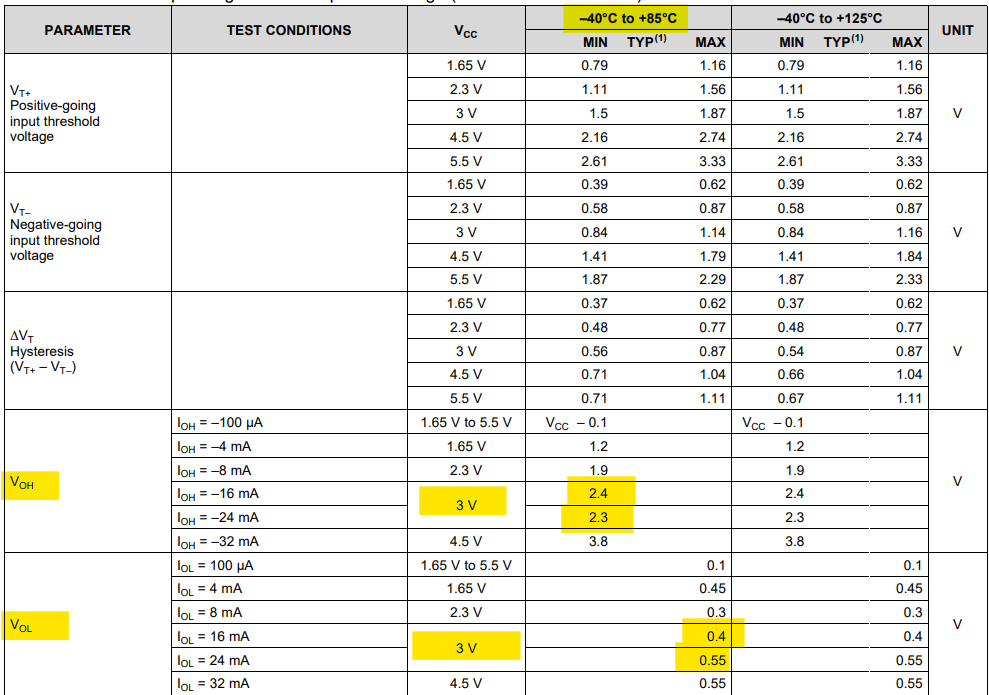 PARAMETER TEST CONDITIONS VCC –40°C to +85°C –40°C to +125°C UNIT
MIN TYP(1) MAX MIN TYP(1) MAX
VT+
Positive-going
input threshold
voltage
1.65 V 0.79 1.16 0.79 1.16
2.3 V 1.11 1.56 1.11 1.56
3 V 1.5 1.87 1.5 1.87 V
4.5 V 2.16 2.74 2.16 2.74
5.5 V 2.61 3.33 2.61 3.33
VT–
Negative-going
input threshold
voltage
1.65 V 0.39 0.62 0.39 0.62
2.3 V 0.58 0.87 0.58 0.87
3 V 0.84 1.14 0.84 1.16 V
4.5 V 1.41 1.79 1.41 1.84
5.5 V 1.87 2.29 1.87 2.33
ΔVT
Hysteresis
(VT+ – VT–)
1.65 V 0.37 0.62 0.37 0.62
2.3 V 0.48 0.77 0.48 0.77
3 V 0.56 0.87 0.54 0.87 V
4.5 V 0.71 1.04 0.66 1.04
5.5 V 0.71 1.11 0.67 1.11
VOH
IOH = –100 µA 1.65 V to 5.5 V VCC – 0.1 VCC – 0.1
IOH = –4 mA 1.65 V 1.2 1.2
IOH = –8 mA 2.3 V 1.9 1.9
IOH = –16 mA 3 V 2.4 2.4 V
IOH = –24 mA 2.3 2.3
IOH = –32 mA 4.5 V 3.8 3.8
VOL
IOL = 100 µA 1.65 V to 5.5 V 0.1 0.1
IOL = 4 mA 1.65 V 0.45 0.45
IOL = 8 mA 2.3 V 0.3 0.3
IOL = 16 mA 3 V 0.4 0.4 V
IOL = 24 mA 0.55 0.55
IOL = 32 mA 4.5 V 0.55 0.55